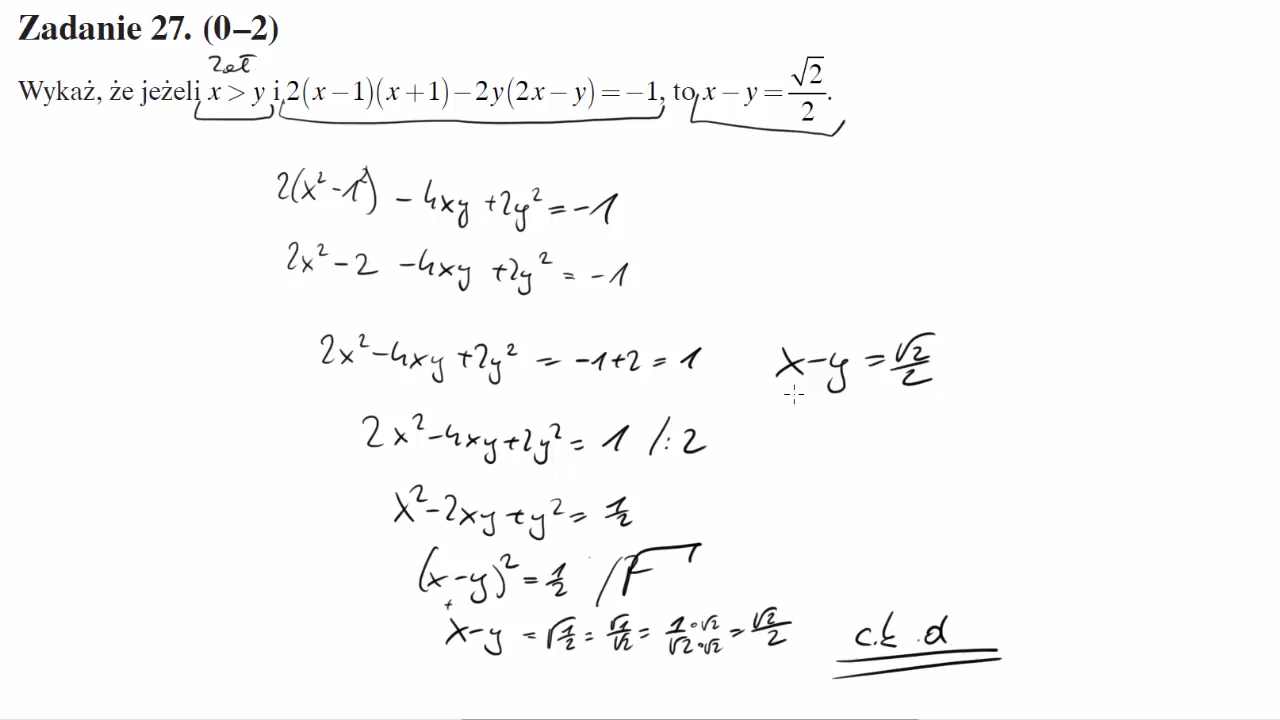 Zadanie 27. (0–2)
zał
Wykaż, że jeżeli x > y i 2(x−1)(x+1)−2y(2x−y)=−1, to x−y=√2/2.
2(x²-1²) -4xy +2y² = -1
2x² -2 -4xy +2y² = -1
2x² -4xy +2y² = -1+2 = 1
x-y = √2/2
2x² -4xy +2y² = 1 /:2
x² -2xy +y² = 1/2
(x-y)² = 1/2 /√
+
x-y = √1/2 = √1/√2 = 1·√2/√2·√2 = √2/2
c.k.d